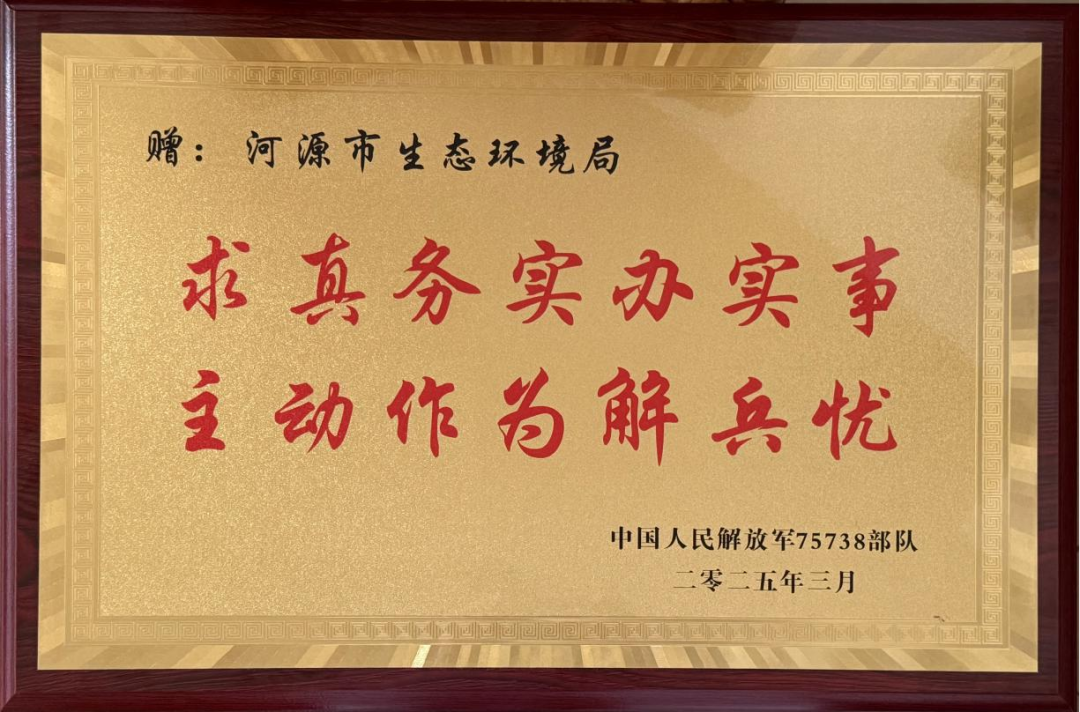 赠：河源市生态环境局
求真务实办实事
主动作为解兵忧
中国人民解放军75738部队
二零二五年三月